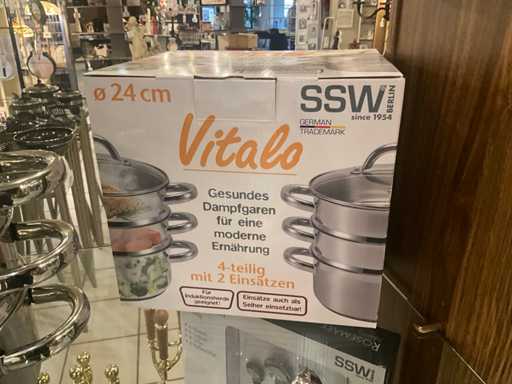 ø 24 cm
SSW BERLIN
since 1954
GERMAN
TRADEMARK
Vitalo
Gesundes
Dampfgaren
für eine
moderne
Ernährung
4-teilig
mit 2 Einsätzen
Für
Induktionsherde
geeignet!
Einsätze auch als
Seiher einsetzbar!
SSW